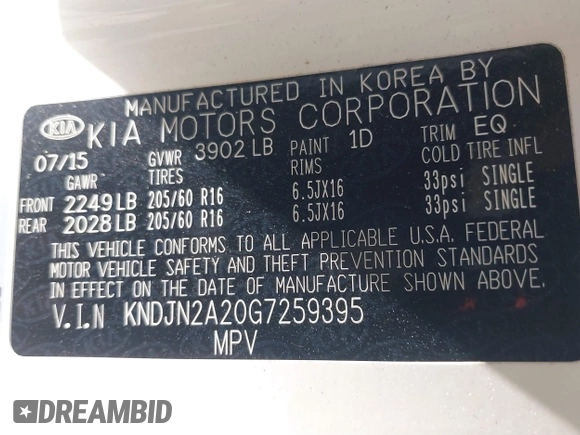 MANUFACTURED IN KOREA BY
KIA KIA MOTORS CORPORATION
07/15 GVWR 3902 LB PAINT 1D TRIM EQ
GAWR TIRES RIMS COLD TIRE INFL
FRONT 2249 LB 205/60 R16 6.5JX16 33psi SINGLE
REAR 2028 LB 205/60 R16 6.5JX16 33psi SINGLE
THIS VEHICLE CONFORMS TO ALL APPLICABLE U.S.A. FEDERAL
MOTOR VEHICLE SAFETY AND THEFT PREVENTION STANDARDS
IN EFFECT ON THE DATE OF MANUFACTURE SHOWN ABOVE.
V.I.N KNDJN2A20G7259395
MPV
DREAMBID